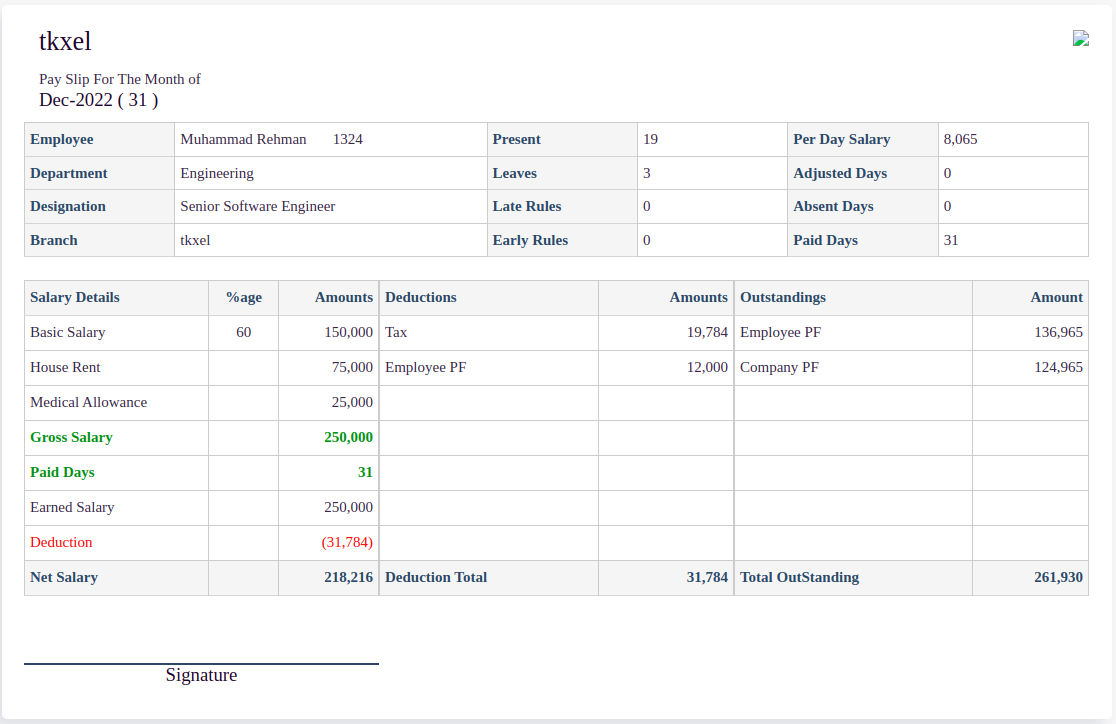 tkxel
Pay Slip For The Month of
Dec-2022 ( 31 )
Employee Muhammad Rehman 1324 Present 19 Per Day Salary 8,065
Department Engineering Leaves 3 Adjusted Days 0
Designation Senior Software Engineer Late Rules 0 Absent Days 0
Branch tkxel Early Rules 0 Paid Days 31
Salary Details %age Amounts Deductions Amounts Outstandings Amount
Basic Salary 60 150,000 Tax 19,784 Employee PF 136,965
House Rent 75,000 Employee PF 12,000 Company PF 124,965
Medical Allowance 25,000
Gross Salary 250,000
Paid Days 31
Earned Salary 250,000
Deduction (31,784)
Net Salary 218,216 Deduction Total 31,784 Total OutStanding 261,930
Signature